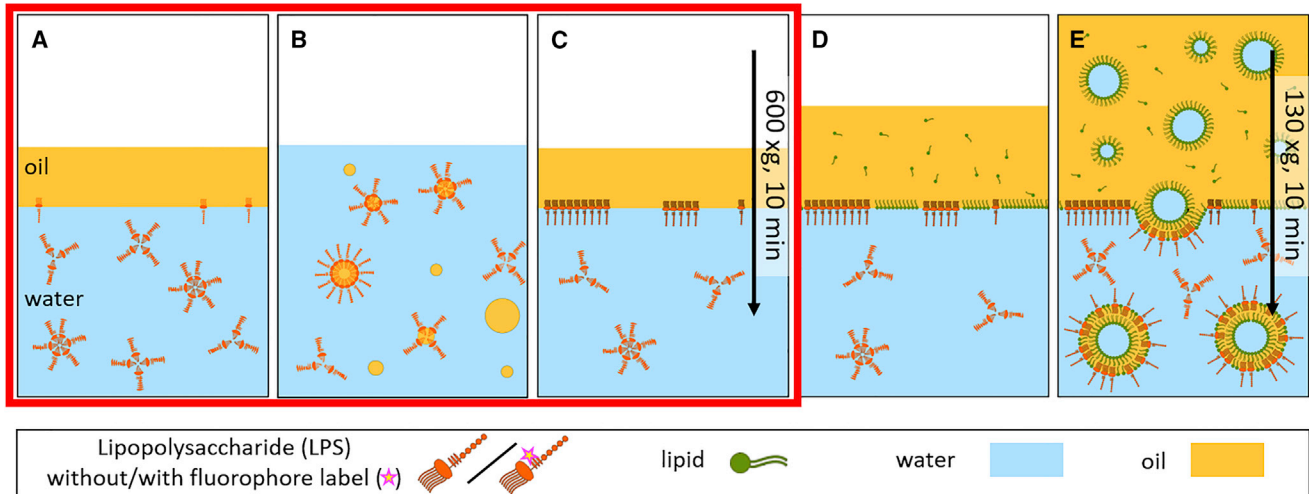 A
B
C
D
E
oil
water
600 xg, 10 min
130 xg, 10 min
Lipopolysaccharide (LPS)
without/with fluorophore label ( )
lipid
water
oil